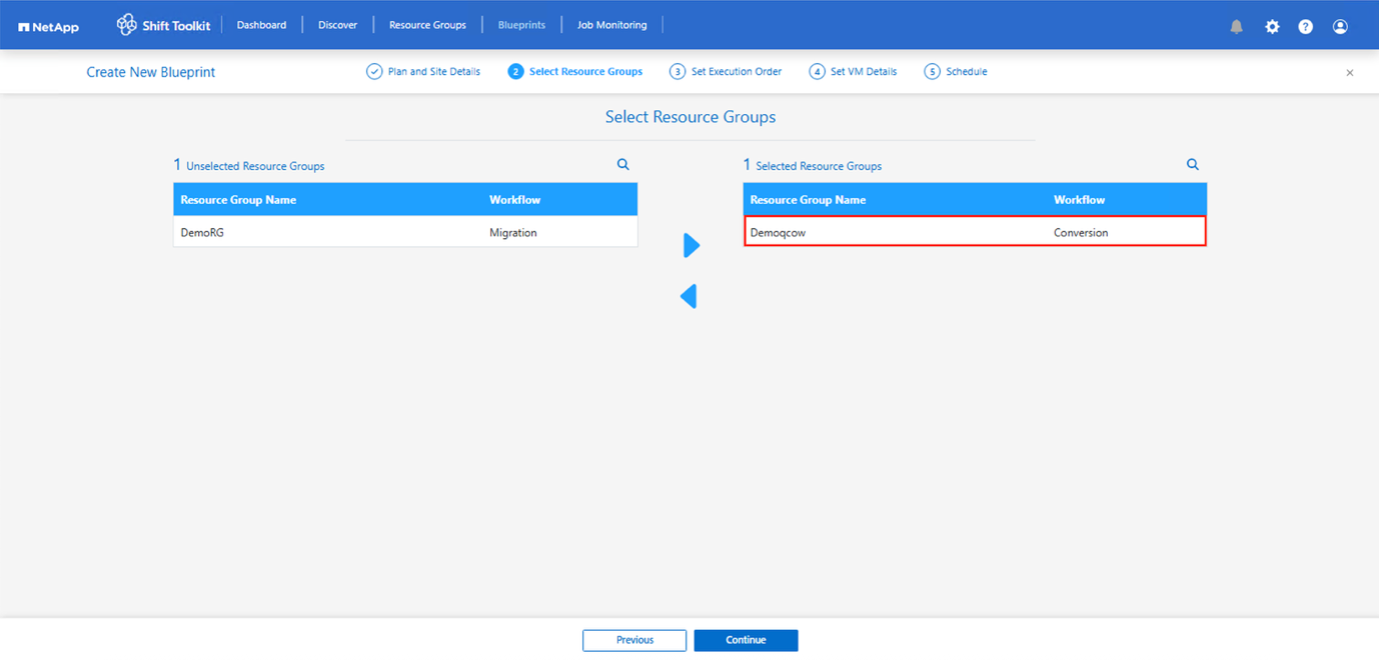 NetApp Shift Toolkit Dashboard Discover Resource Groups Blueprints Job Monitoring ?
Create New Blueprint Plan and Site Details 2 Select Resource Groups 3 Set Execution Order 4 Set VM Details 5 Schedule
Select Resource Groups
1 Unselected Resource Groups
Resource Group Name Workflow
DemoRG Migration
1 Selected Resource Groups
Resource Group Name Workflow
Demoqcow Conversion
Previous Continue